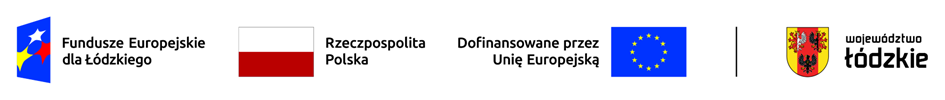 Fundusze Europejskie
dla Łódzkiego
Rzeczpospolita
Polska
Dofinansowane przez
Unię Europejską
województwo
łódzkie